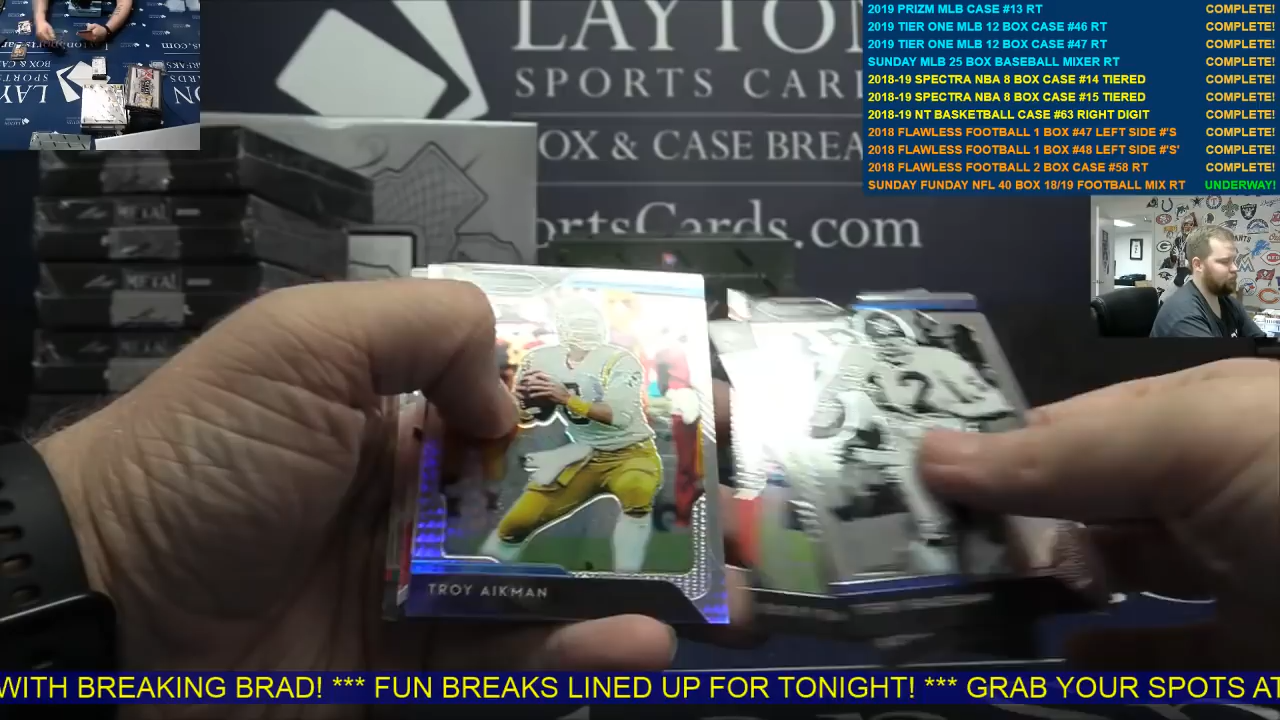 LAYTON
SPORTS CARDS
BOX & CASE BREA
ortsCards.com
2019 PRIZM MLB CASE #13 RT COMPLETE!
2019 TIER ONE MLB 12 BOX CASE #46 RT COMPLETE!
2019 TIER ONE MLB 12 BOX CASE #47 RT COMPLETE!
SUNDAY MLB 25 BOX BASEBALL MIXER RT COMPLETE!
2018-19 SPECTRA NBA 8 BOX CASE #14 TIERED COMPLETE!
2018-19 SPECTRA NBA 8 BOX CASE #15 TIERED COMPLETE!
2018-19 NT BASKETBALL CASE #63 RIGHT DIGIT COMPLETE!
2018 FLAWLESS FOOTBALL 1 BOX #47 LEFT SIDE #'S COMPLETE!
2018 FLAWLESS FOOTBALL 1 BOX #48 LEFT SIDE #'S' COMPLETE!
2018 FLAWLESS FOOTBALL 2 BOX CASE #58 RT COMPLETE!
SUNDAY FUNDAY NFL 40 BOX 18/19 FOOTBALL MIX RT UNDERWAY!
METAL
METAL
TROY AIKMAN
WITH BREAKING BRAD! *** FUN BREAKS LINED UP FOR TONIGHT! *** GRAB YOUR SPOTS AT